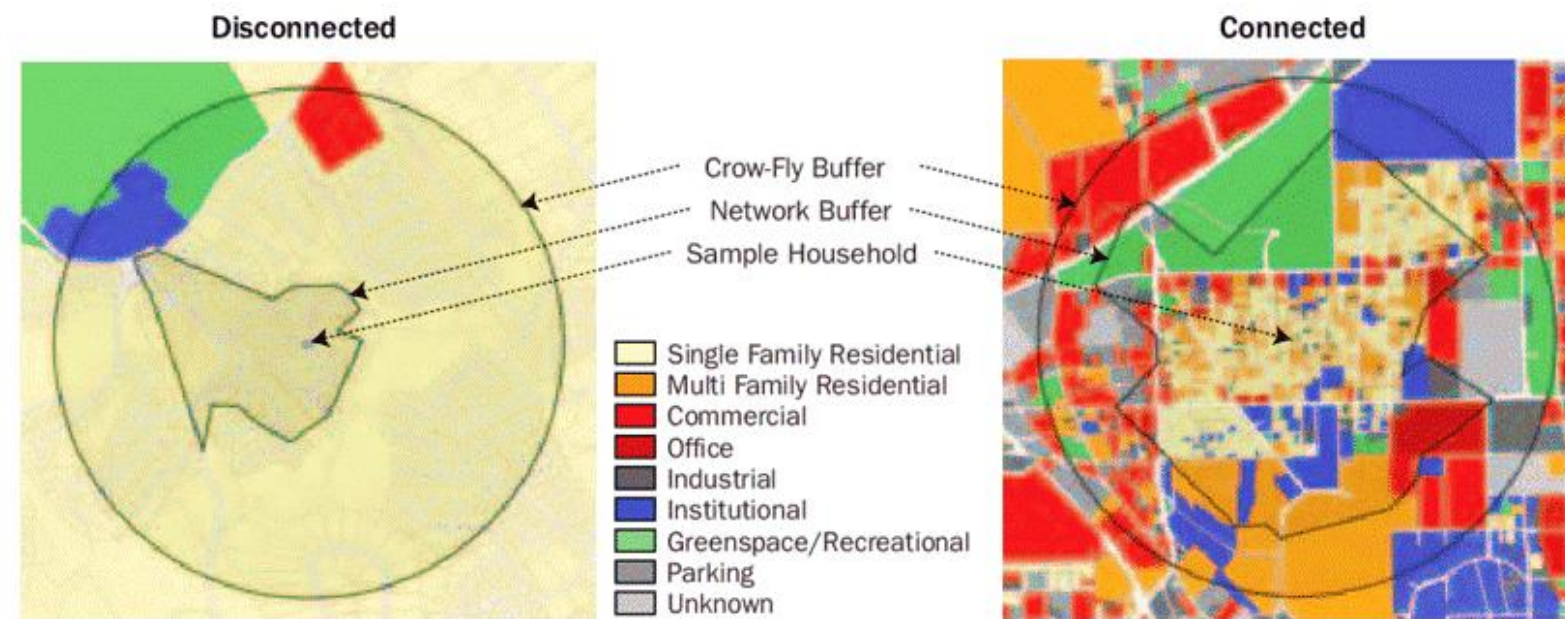 Disconnected
Connected
Crow-Fly Buffer
Network Buffer
Sample Household
Single Family Residential
Multi Family Residential
Commercial
Office
Industrial
Institutional
Greenspace/Recreational
Parking
Unknown